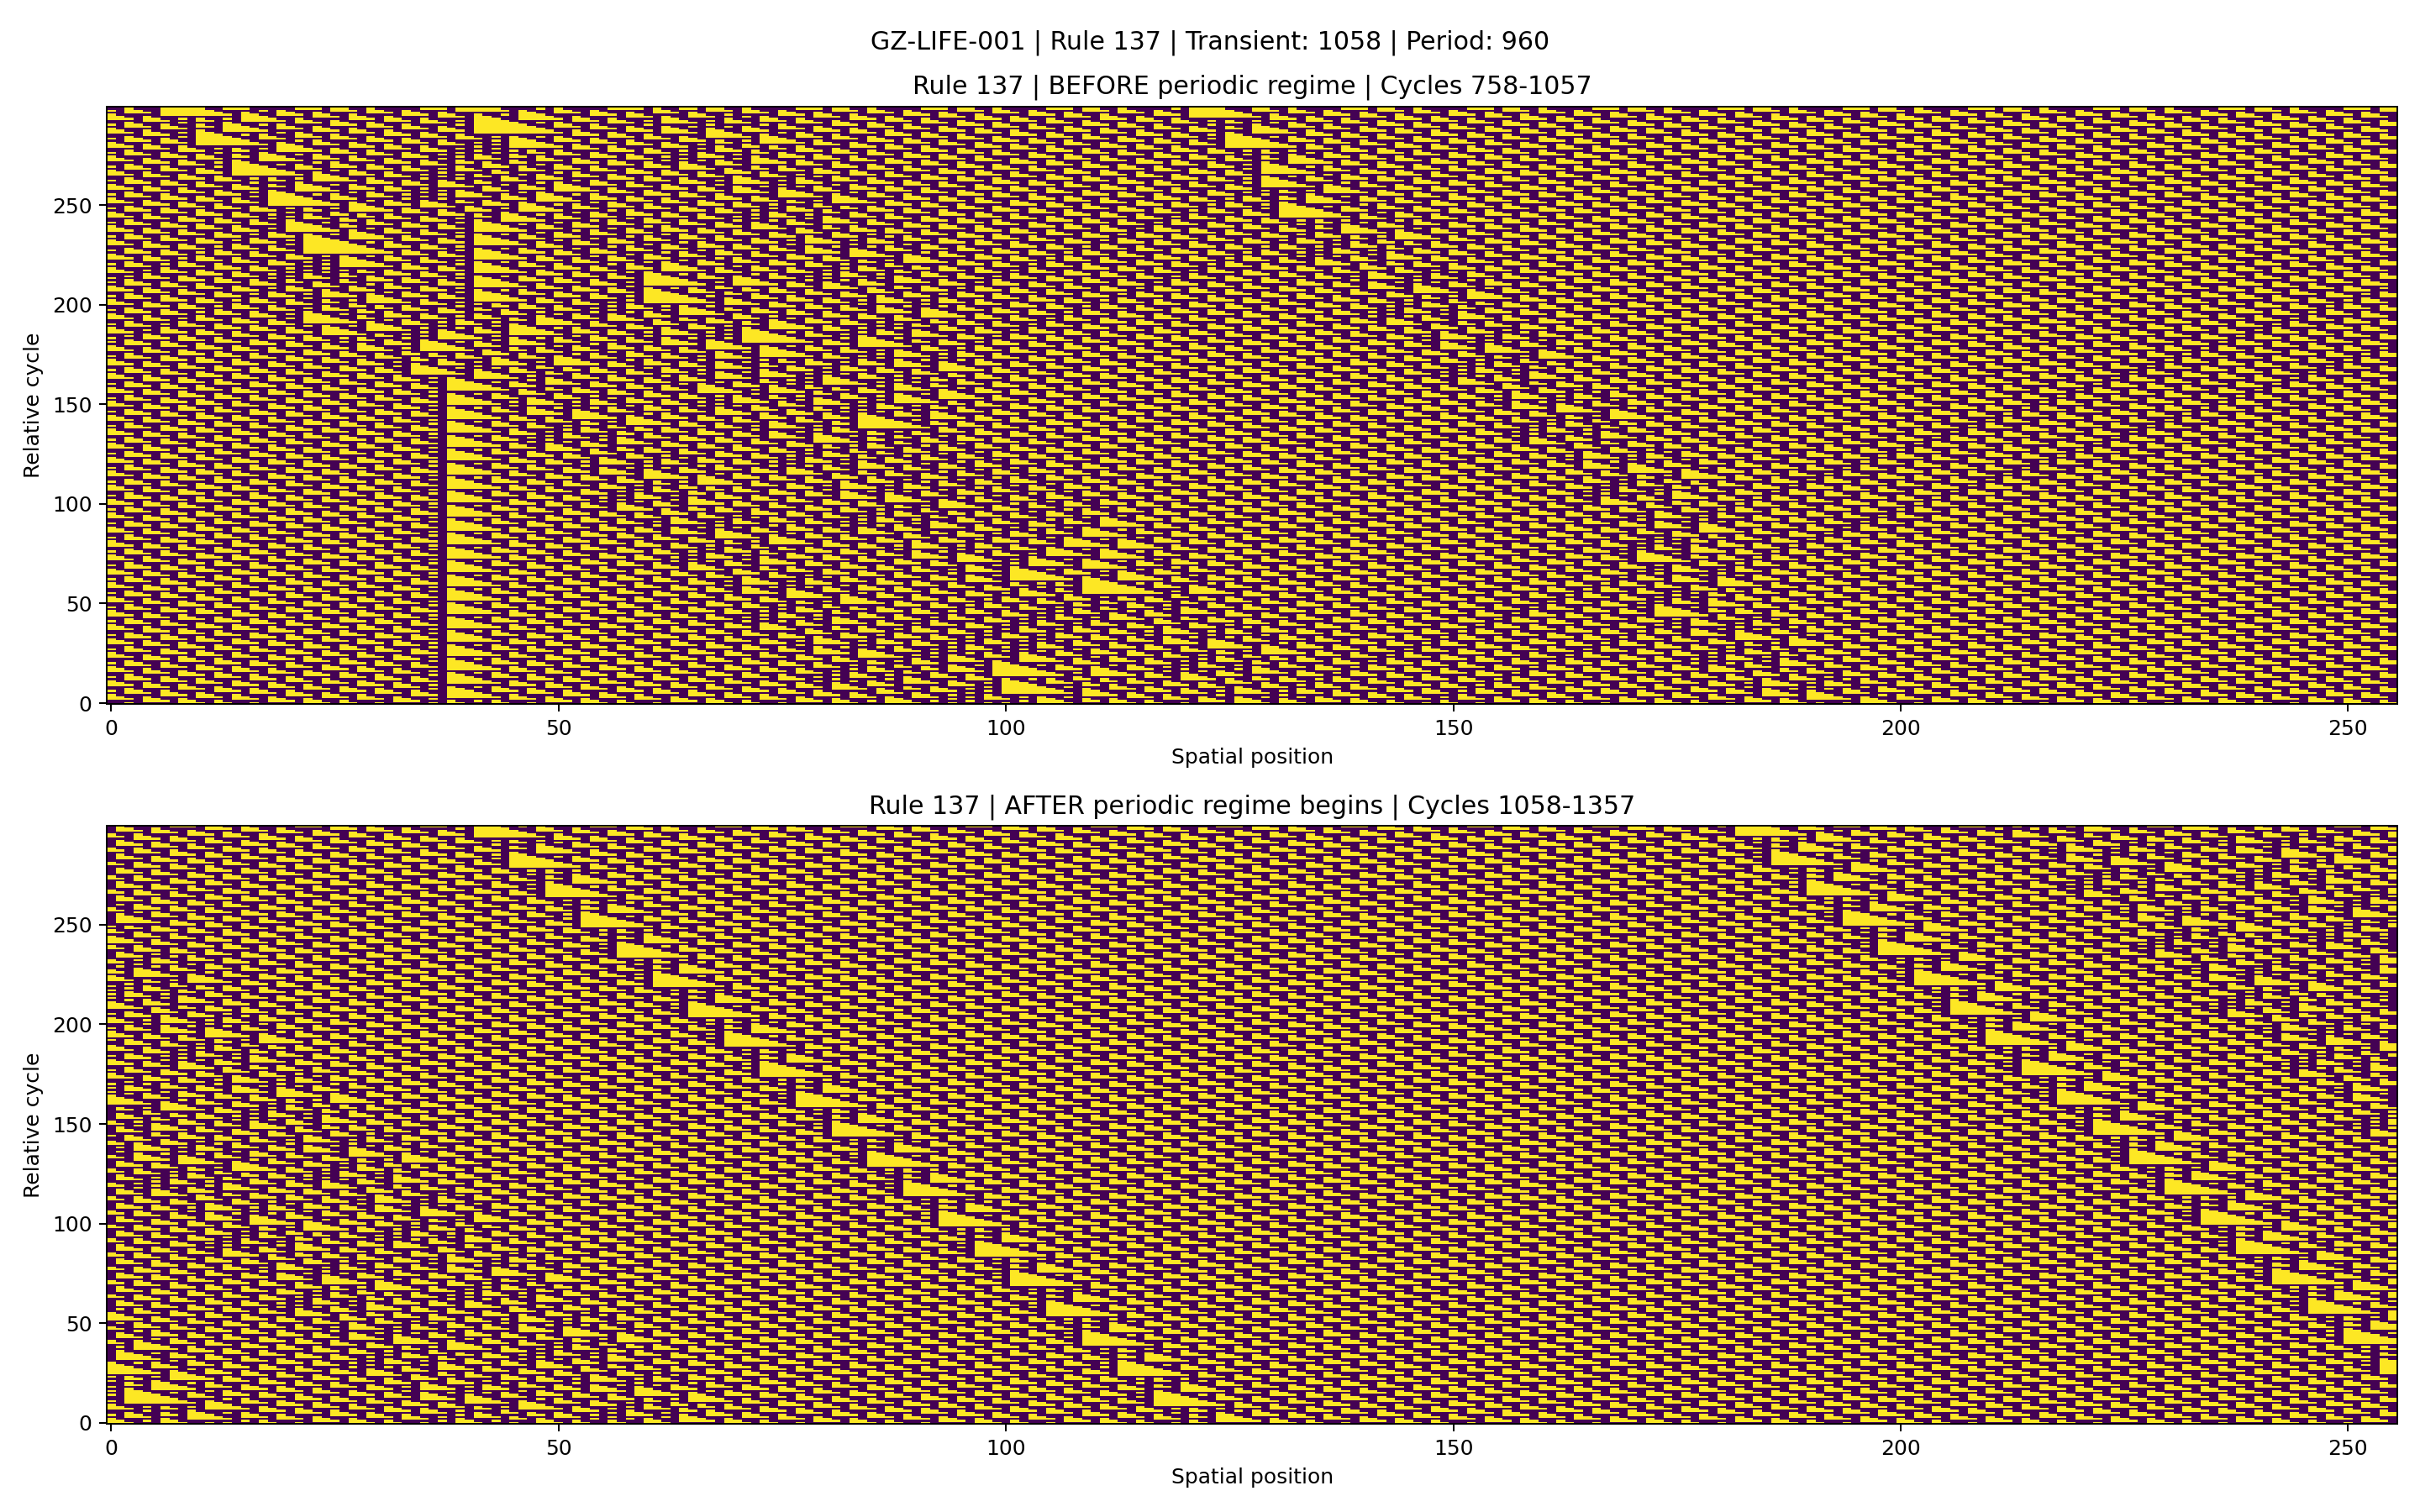 GZ-LIFE-001 | Rule 137 | Transient: 1058 | Period: 960
Rule 137 | BEFORE periodic regime | Cycles 758-1057
Relative cycle
250
200
150
100
50
0
0 50 100 150 200 250
Spatial position
Rule 137 | AFTER periodic regime begins | Cycles 1058-1357
Relative cycle
250
200
150
100
50
0
0 50 100 150 200 250
Spatial position